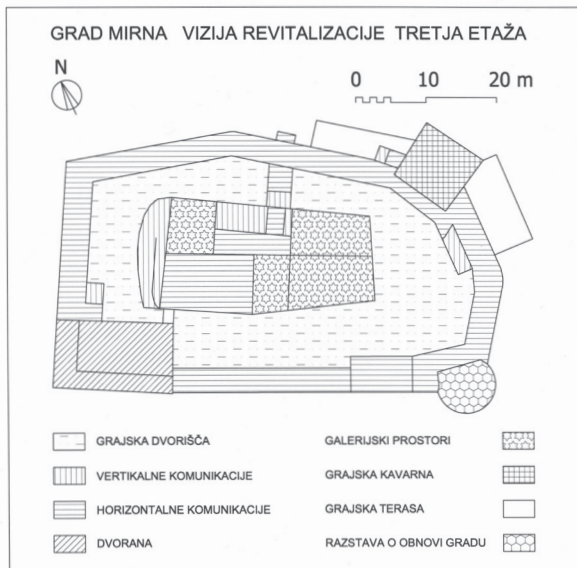 GRAD MIRNA VIZIJA REVITALIZACIJE TRETJA ETAŽA
N
0 10 20 m
GRAJSKA DVORIŠČA
VERTIKALNE KOMUNIKACIJE
HORIZONTALNE KOMUNIKACIJE
DVORANA
GALERIJSKI PROSTORI
GRAJSKA KAVARNA
GRAJSKA TERASA
RAZSTAVA O OBNOVI GRADU